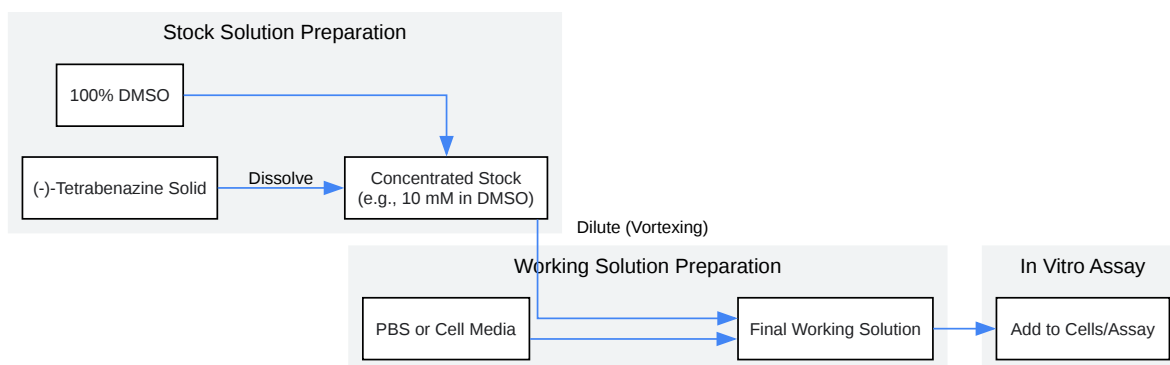 Stock Solution Preparation
100% DMSO
(-)-Tetrabenazine Solid
Dissolve
Concentrated Stock
(e.g., 10 mM in DMSO)
Dilute (Vortexing)
Working Solution Preparation
PBS or Cell Media
Final Working Solution
In Vitro Assay
Add to Cells/Assay